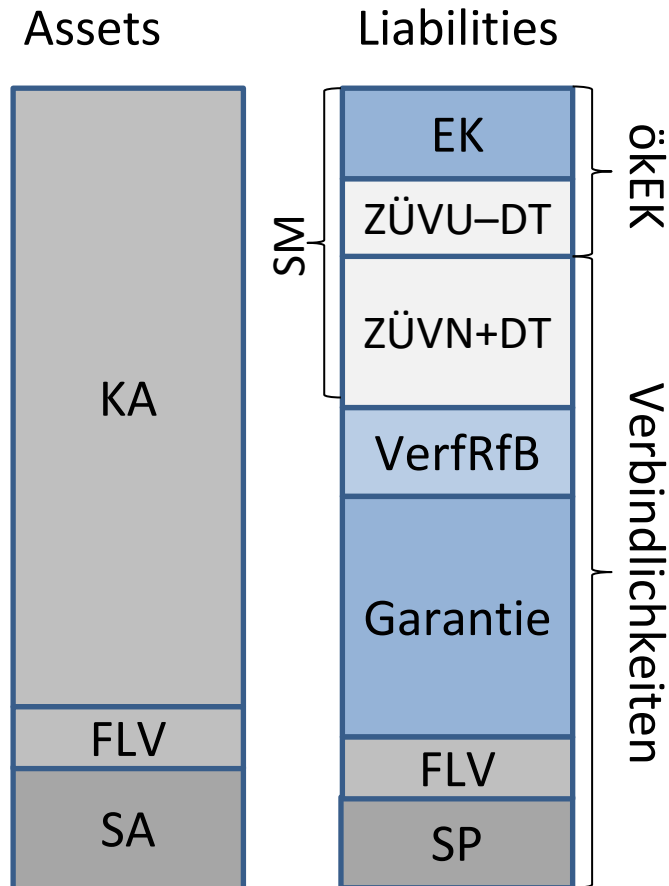 Assets
Liabilities
KA
FLV
SA
SM
EK
ZÜVU–DT
ZÜVN+DT
VerfRfB
Garantie
FLV
SP
ökEK
Verbindlichkeiten